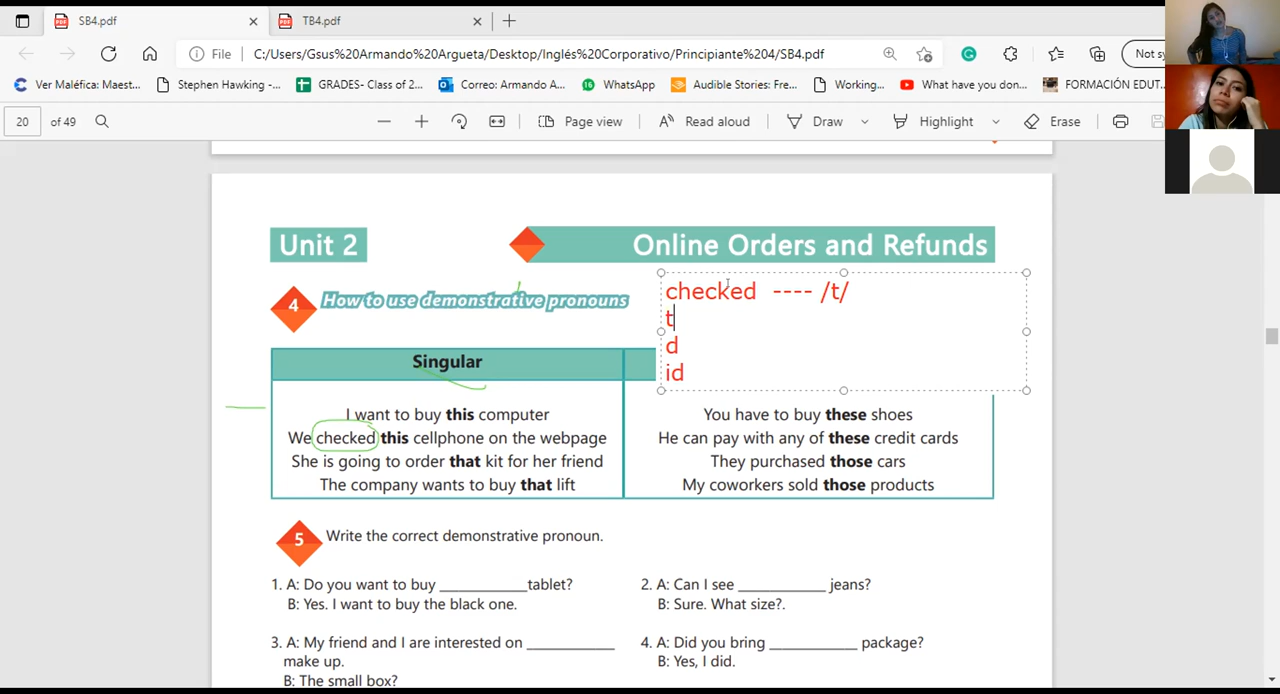 SB4.pdf
TB4.pdf
File C:/Users/Gsus%20Armando%20Argueta/Desktop/Inglés%20Corporativo/Principiante%204/SB4.pdf Not sy
Ver Maléfica: Maest... Stephen Hawking -... GRADES- Class of 2... Correo: Armando A... WhatsApp Audible Stories: Fre... Working... What have you don... FORMACIÓN EDUT...
20 of 49 Page view Read aloud Draw Highlight Erase
Unit 2 Online Orders and Refunds
4 How to use demonstrative pronouns
checked ---- /t/
t
d
id
Singular
I want to buy this computer
We checked this cellphone on the webpage
She is going to order that kit for her friend
The company wants to buy that lift
You have to buy these shoes
He can pay with any of these credit cards
They purchased those cars
My coworkers sold those products
5 Write the correct demonstrative pronoun.
1. A: Do you want to buy ___________tablet?
B: Yes. I want to buy the black one.
2. A: Can I see ___________ jeans?
B: Sure. What size?.
3. A: My friend and I are interested on ___________
make up.
B: The small box?
4. A: Did you bring ___________ package?
B: Yes, I did.